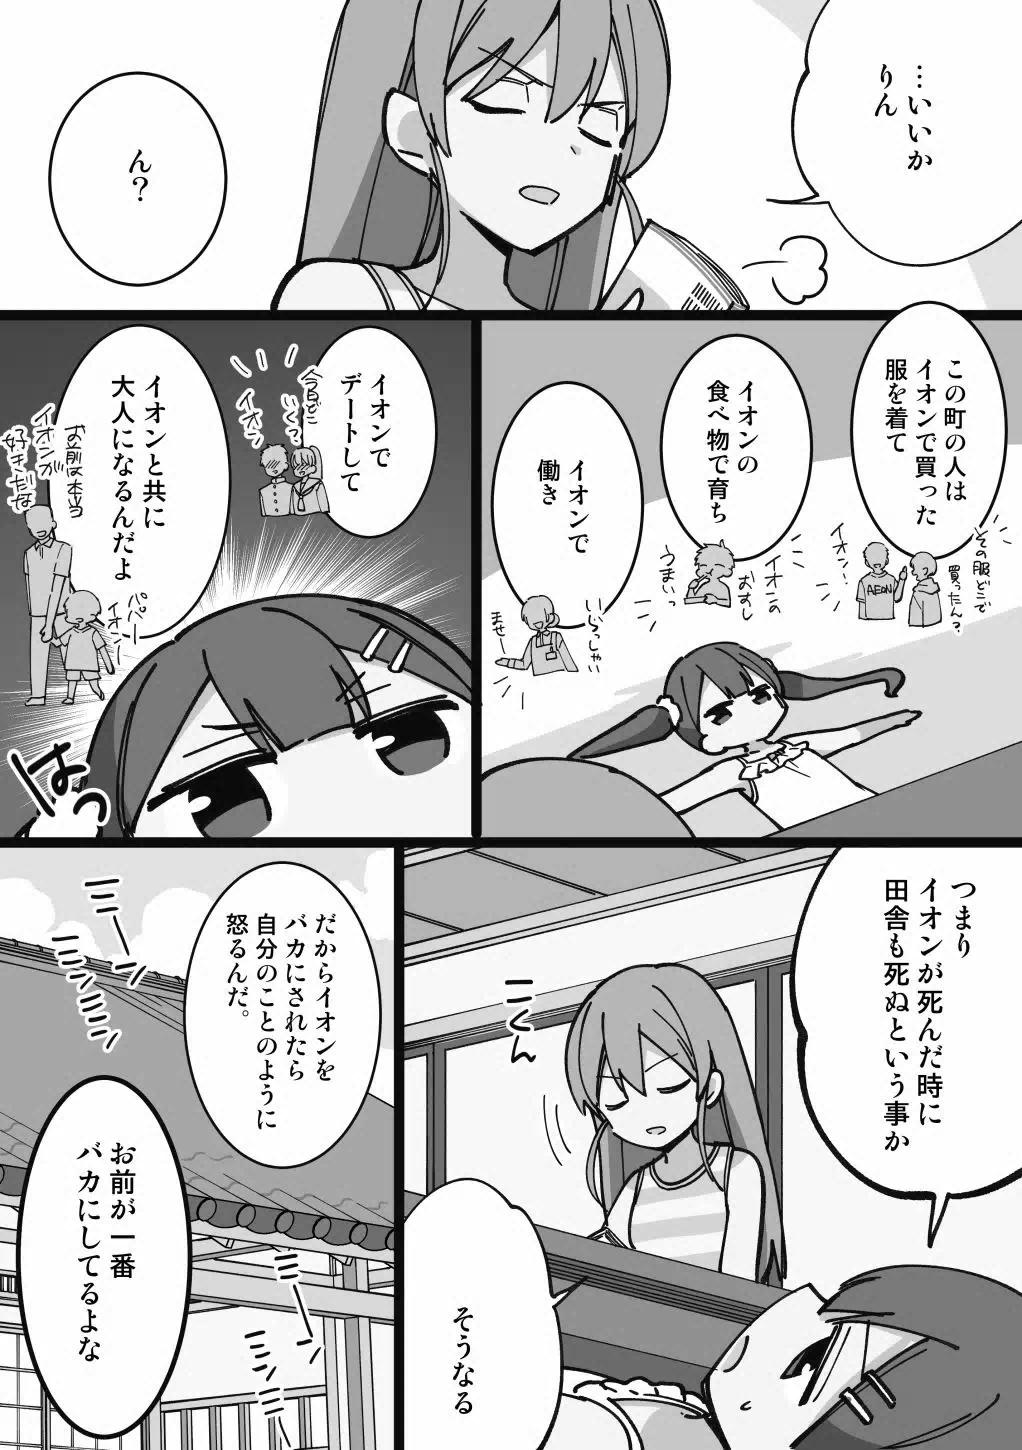 …いいか
りん
ん？
この町の人は
イオンで買った
服を着て
その服どこで
買ったん？
イオン！
AEON
イオンの
食べ物で育ち
イオンの
おすし
うまいっ
イオンで
働き
いらっしゃい
ませー
イオンで
デートして
今日どこ
いく？
イオン
イオンと共に
大人になるんだよ
お前は本当
イオンが
好きだな
パパー
イオンー
はっ
つまり
イオンが死んだ時に
田舎も死ぬという事か
こくん
そうなる
だからイオンを
バカにされたら
自分のことのように
怒るんだ。
ミーン
ミーン
お前が一番
バカにしてるよな